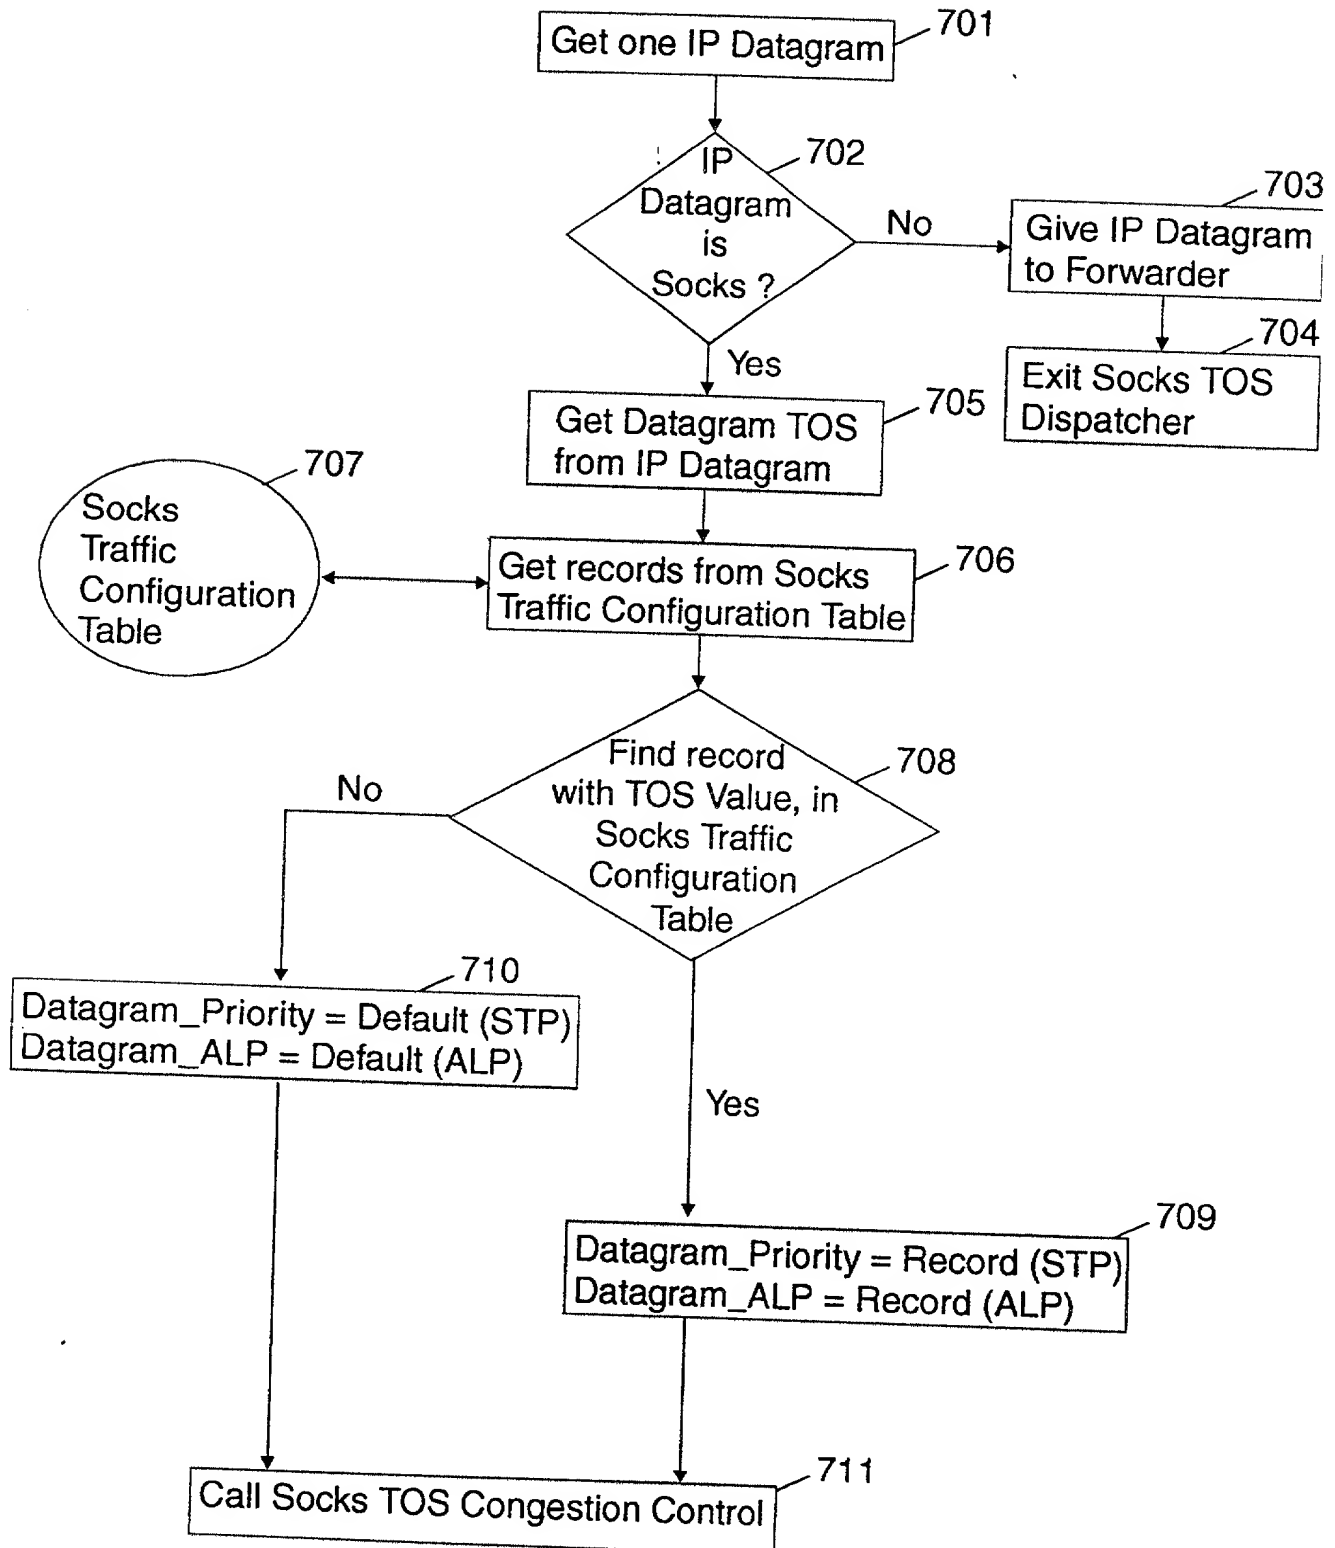 701
Get one IP Datagram
702
IP
Datagram
is
Socks ?
No
703
Give IP Datagram
to Forwarder
704
Exit Socks TOS
Dispatcher
Yes
705
Get Datagram TOS
from IP Datagram
707
Socks
Traffic
Configuration
Table
706
Get records from Socks
Traffic Configuration Table
708
Find record
with TOS Value, in
Socks Traffic
Configuration
Table
No
710
Datagram_Priority = Default (STP)
Datagram_ALP = Default (ALP)
Yes
709
Datagram_Priority = Record (STP)
Datagram_ALP = Record (ALP)
711
Call Socks TOS Congestion Control